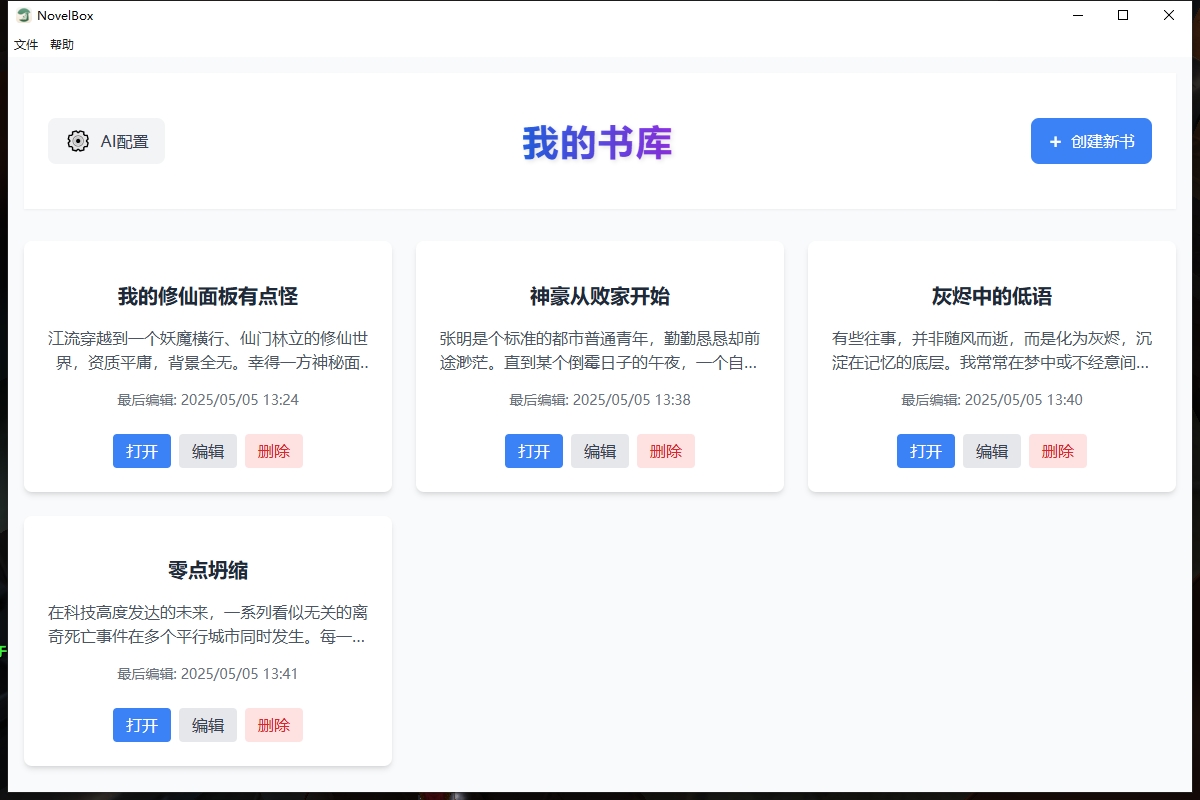 NovelBox
文件 帮助
AI配置
我的书库
+ 创建新书
我的修仙面板有点怪
江流穿越到一个妖魔横行、仙门林立的修仙世
界，资质平庸，背景全无。幸得一方神秘面..
最后编辑: 2025/05/05 13:24
打开 编辑 删除
神豪从败家开始
张明是个标准的都市普通青年，勤勤恳恳却前
途渺茫。直到某个倒霉日子的午夜，一个自...
最后编辑: 2025/05/05 13:38
打开 编辑 删除
灰烬中的低语
有些往事，并非随风而逝，而是化为灰烬，沉
淀在记忆的底层。我常常在梦中或不经意间...
最后编辑: 2025/05/05 13:40
打开 编辑 删除
零点坍缩
在科技高度发达的未来，一系列看似无关的离
奇死亡事件在多个平行城市同时发生。每一...
最后编辑: 2025/05/05 13:41
打开 编辑 删除